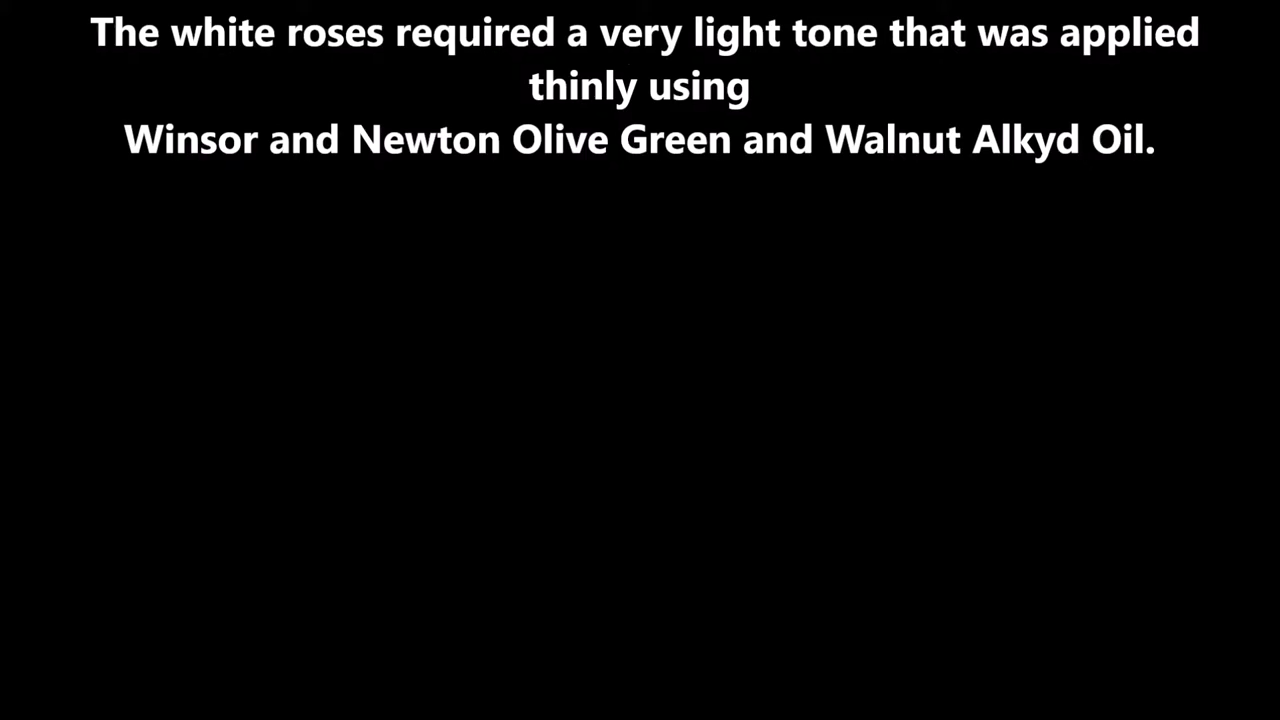 The white roses required a very light tone that was applied
thinly using
Winsor and Newton Olive Green and Walnut Alkyd Oil.